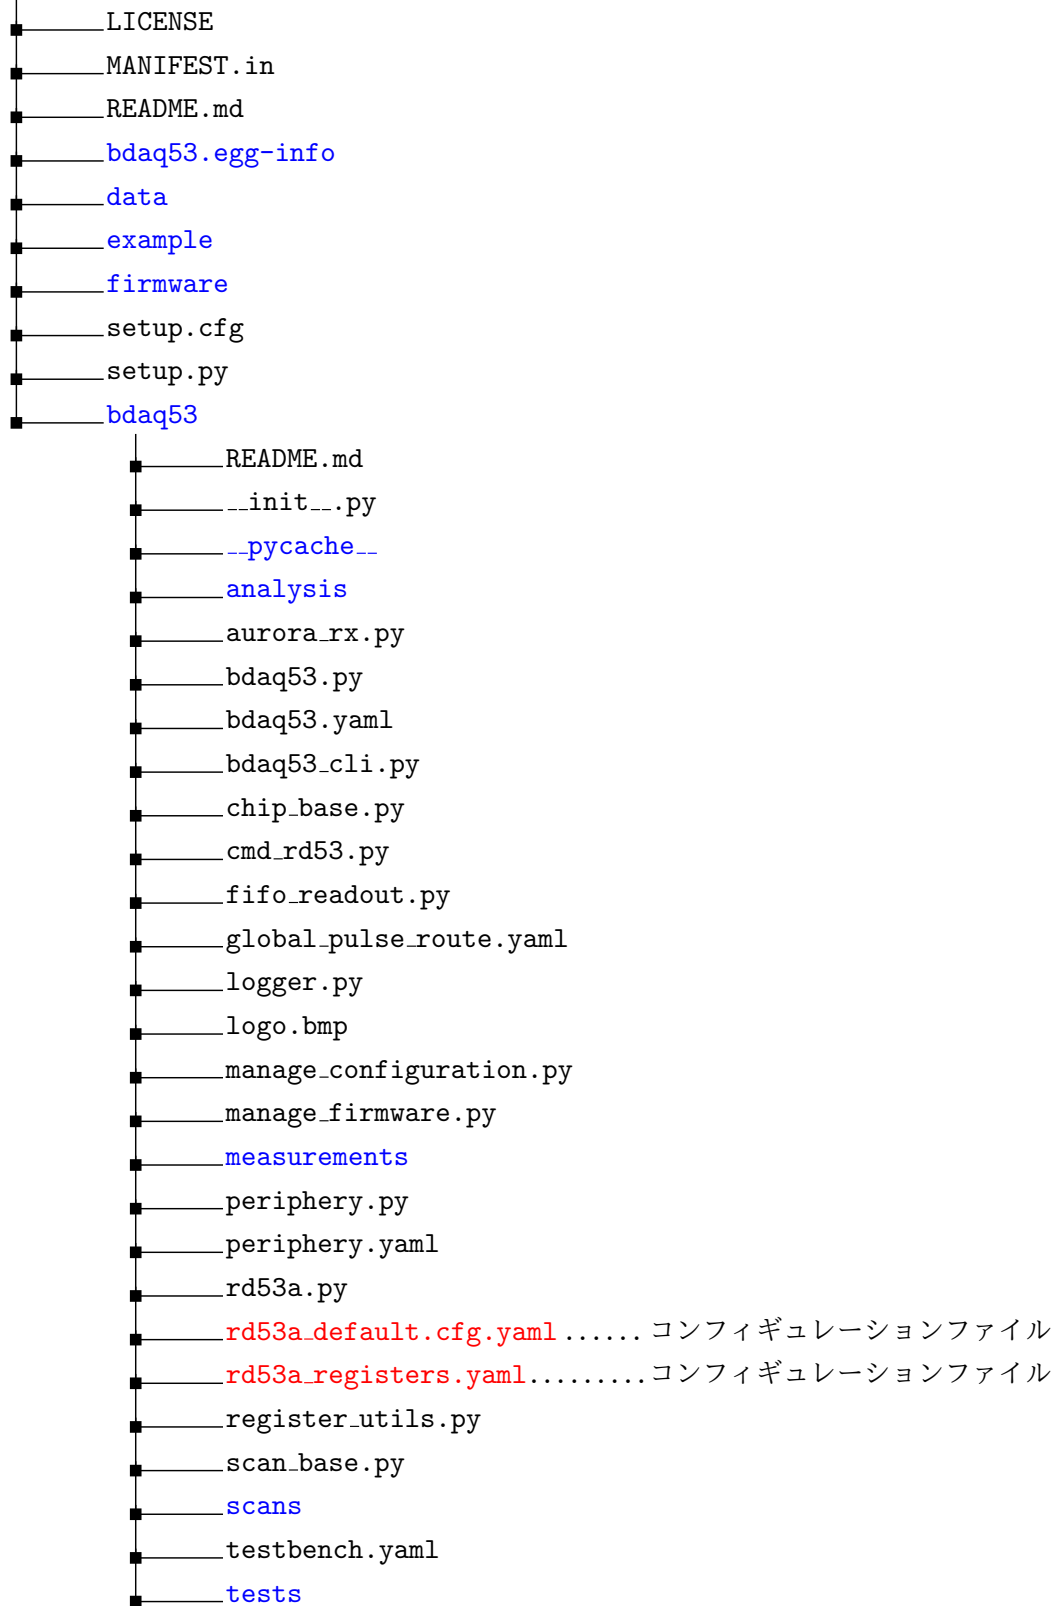 LICENSE
MANIFEST.in
README.md
bdaq53.egg-info
data
example
firmware
setup.cfg
setup.py
bdaq53
README.md
__init__.py
__pycache__
analysis
aurora_rx.py
bdaq53.py
bdaq53.yaml
bdaq53_cli.py
chip_base.py
cmd_rd53.py
fifo_readout.py
global_pulse_route.yaml
logger.py
logo.bmp
manage_configuration.py
manage_firmware.py
measurements
periphery.py
periphery.yaml
rd53a.py
rd53a_default.cfg.yaml ...... コンフィギュレーションファイル
rd53a_registers.yaml......... コンフィギュレーションファイル
register_utils.py
scan_base.py
scans
testbench.yaml
tests